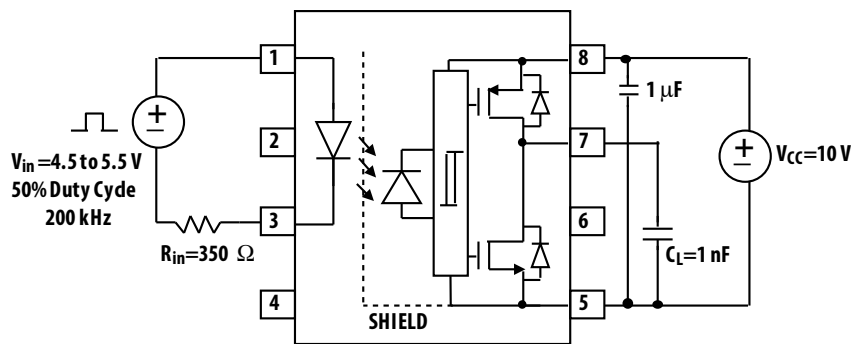 1
2
3
4
8
7
6
5
V_in =4.5 to 5.5 V
50% Duty Cycle
200 kHz
R_in=350 Ω
SHIELD
1 μF
C_L=1 nF
V_CC=10 V